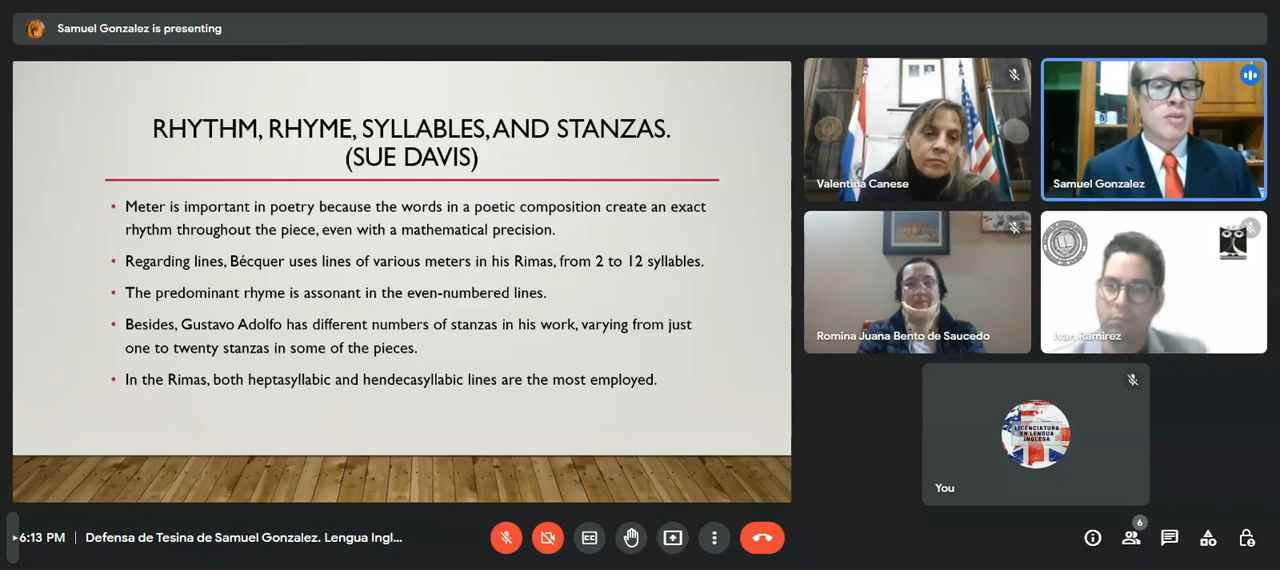 Samuel Gonzalez is presenting
RHYTHM, RHYME, SYLLABLES, AND STANZAS.
(SUE DAVIS)
• Meter is important in poetry because the words in a poetic composition create an exact
rhythm throughout the piece, even with a mathematical precision.
• Regarding lines, Bécquer uses lines of various meters in his Rimas, from 2 to 12 syllables.
• The predominant rhyme is assonant in the even-numbered lines.
• Besides, Gustavo Adolfo has different numbers of stanzas in his work, varying from just
one to twenty stanzas in some of the pieces.
• In the Rimas, both heptasyllabic and hendecasyllabic lines are the most employed.
Valentina Canese
Samuel Gonzalez
Romina Juana Bento de Saucedo
Ivan Ramirez
LICENCIATURA
EN LENGUA
INGLESA
You
6:13 PM
Defensa de Tesina de Samuel Gonzalez. Lengua Ingl...
CC
6